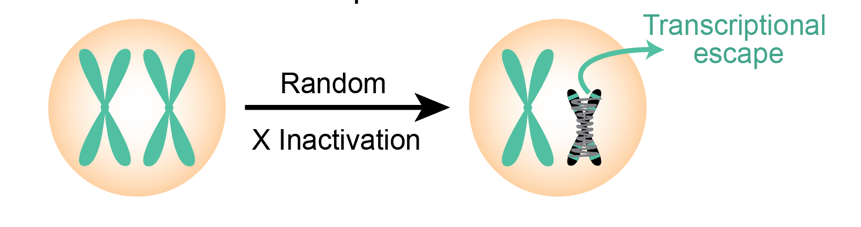 Random
X Inactivation
Transcriptional
escape